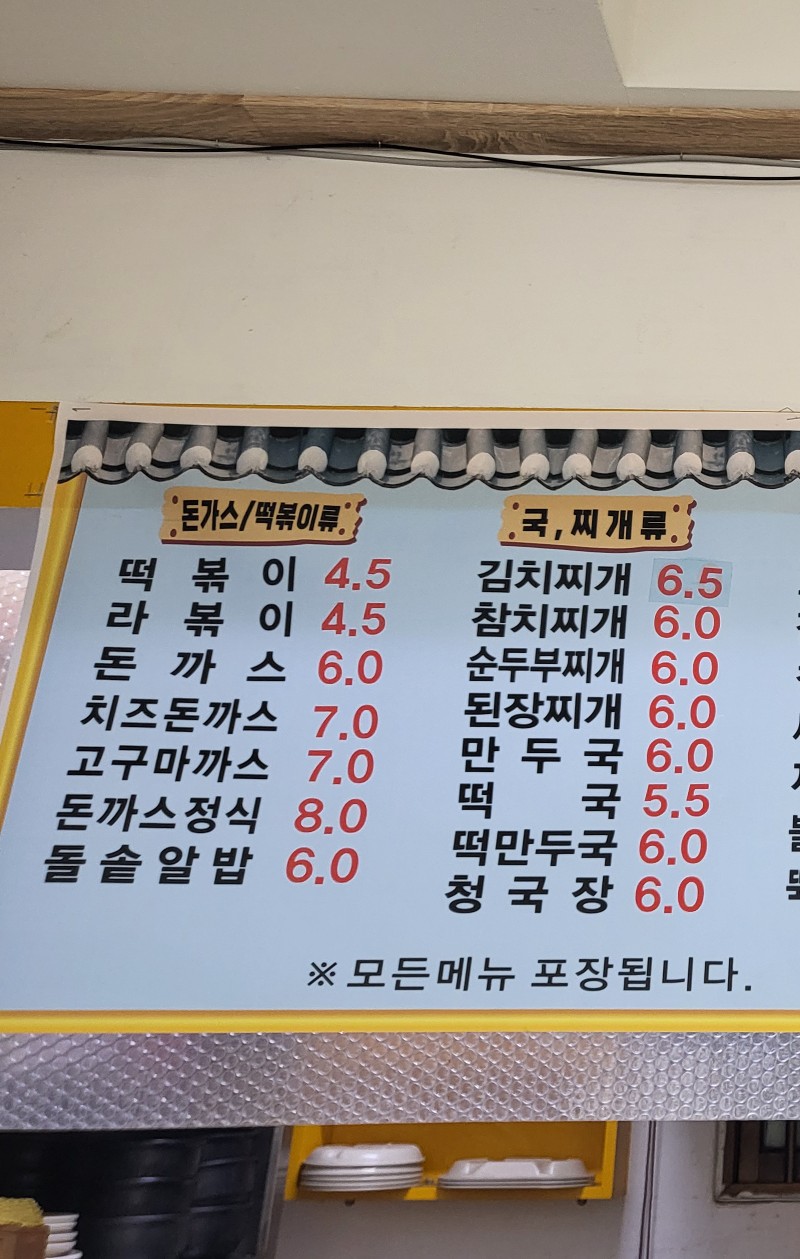 돈가스/떡볶이류
떡 볶 이 4.5
라 볶 이 4.5
돈 까 스 6.0
치즈돈까스 7.0
고구마까스 7.0
돈까스정식 8.0
돌솥알밥 6.0
국,찌개류
김치찌개 6.5
참치찌개 6.0
순두부찌개 6.0
된장찌개 6.0
만 두 국 6.0
떡 국 5.5
떡만두국 6.0
청 국 장 6.0
※모든메뉴 포장됩니다.